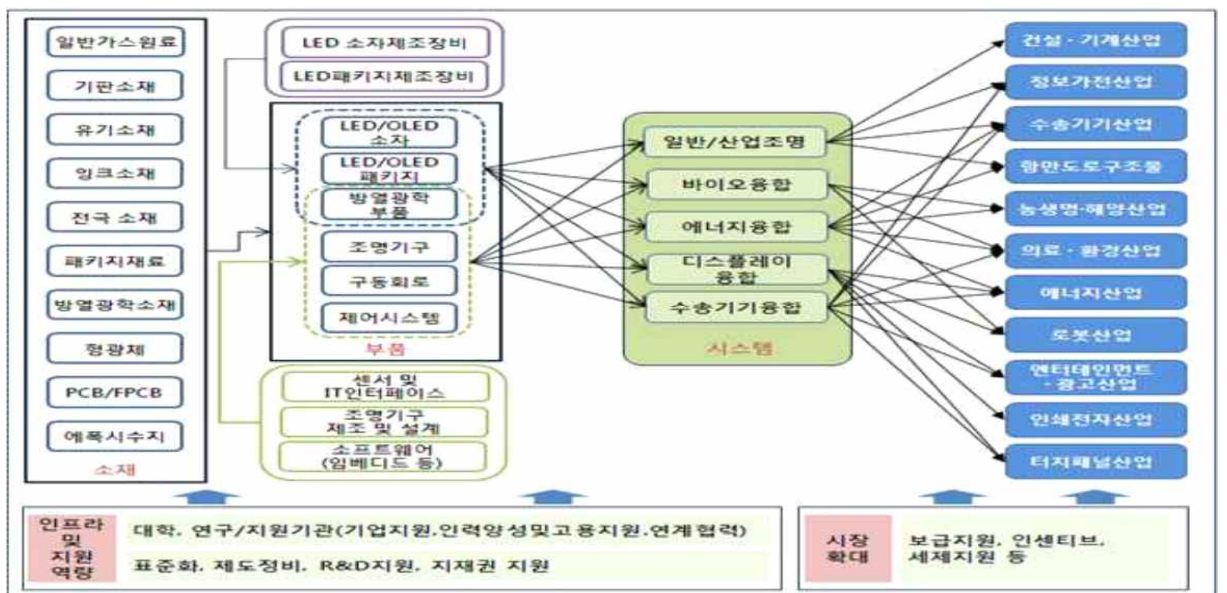 일반가스원료
기판소재
유기소재
잉크소재
전극 소재
패키지재료
방열광학소재
형광체
PCB/FPCB
에폭시수지
소재
LED 소자제조장비
LED패키지제조장비
LED/OLED
소자
LED/OLED
패키지
방열광학
부품
조명기구
구동회로
제어시스템
부품
센서 및
IT인터페이스
조명기구
제조 및 설계
소프트웨어
(임베디드 등)
일반/산업조명
바이오융합
에너지융합
디스플레이
융합
수송기기융합
시스템
건설·기계산업
정보가전산업
수송기기산업
항만도로구조물
농생명·해양산업
의료·환경산업
에너지산업
로봇산업
엔터테인먼트
·광고산업
인쇄전자산업
터치패널산업
인프라
및
지원
역량
대학, 연구/지원기관(기업지원,인력양성및고용지원,연계협력)
표준화, 제도정비, R&D지원, 지재권 지원
시장
확대
보급지원, 인센티브,
세제지원 등